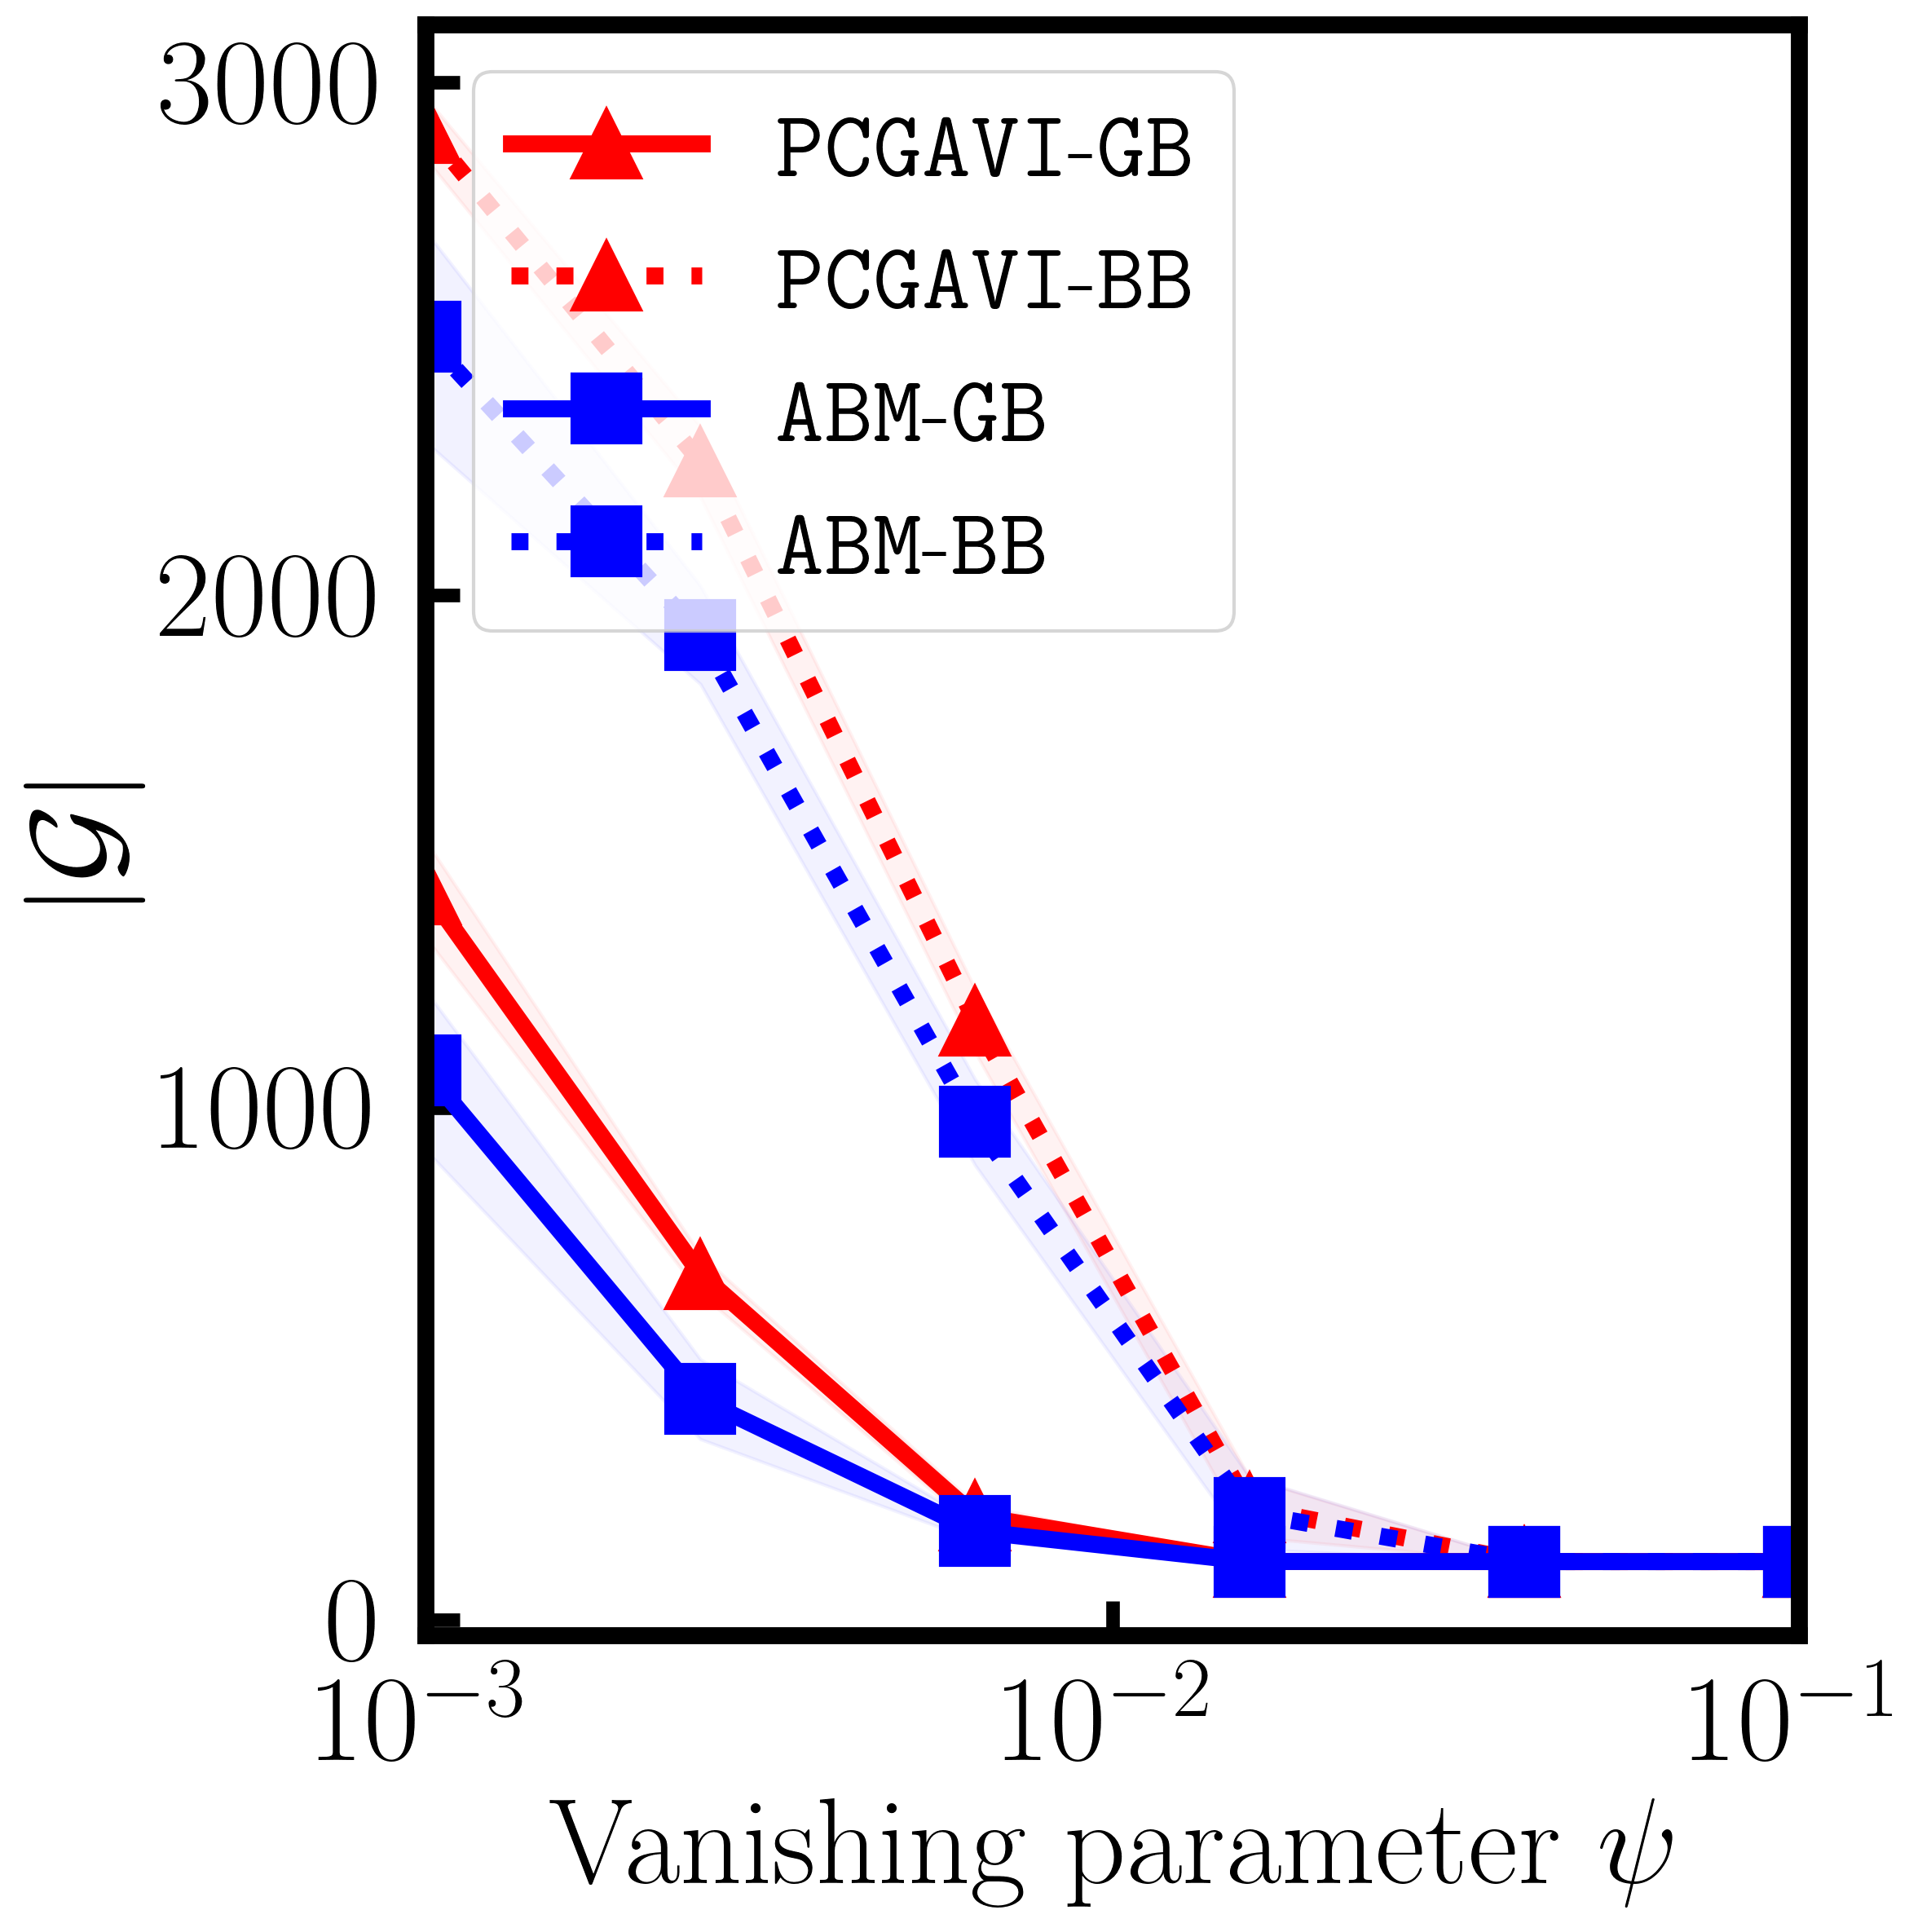 3000
2000
1000
0
|𝒢|
PCGAVI-GB
PCGAVI-BB
ABM-GB
ABM-BB
10⁻³ 10⁻² 10⁻¹
Vanishing parameter ψ